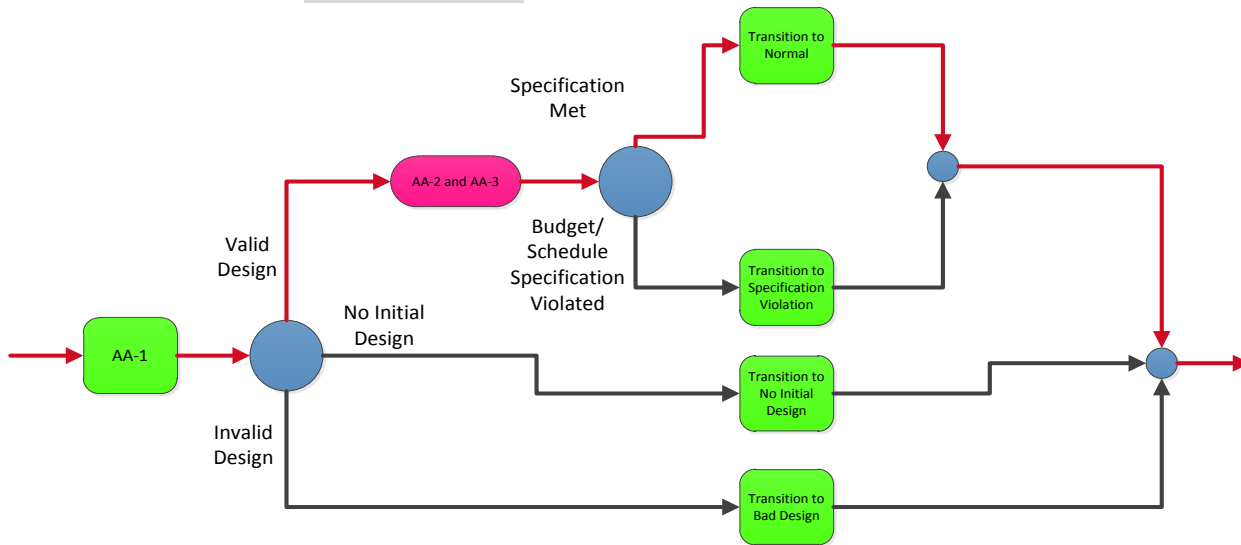 Transition to
Normal
Specification
Met
AA-2 and AA-3
Budget/
Schedule
Specification
Violated
Valid
Design
Transition to
Specification
Violation
No Initial
Design
AA-1
Transition to
No Initial
Design
Invalid
Design
Transition to
Bad Design